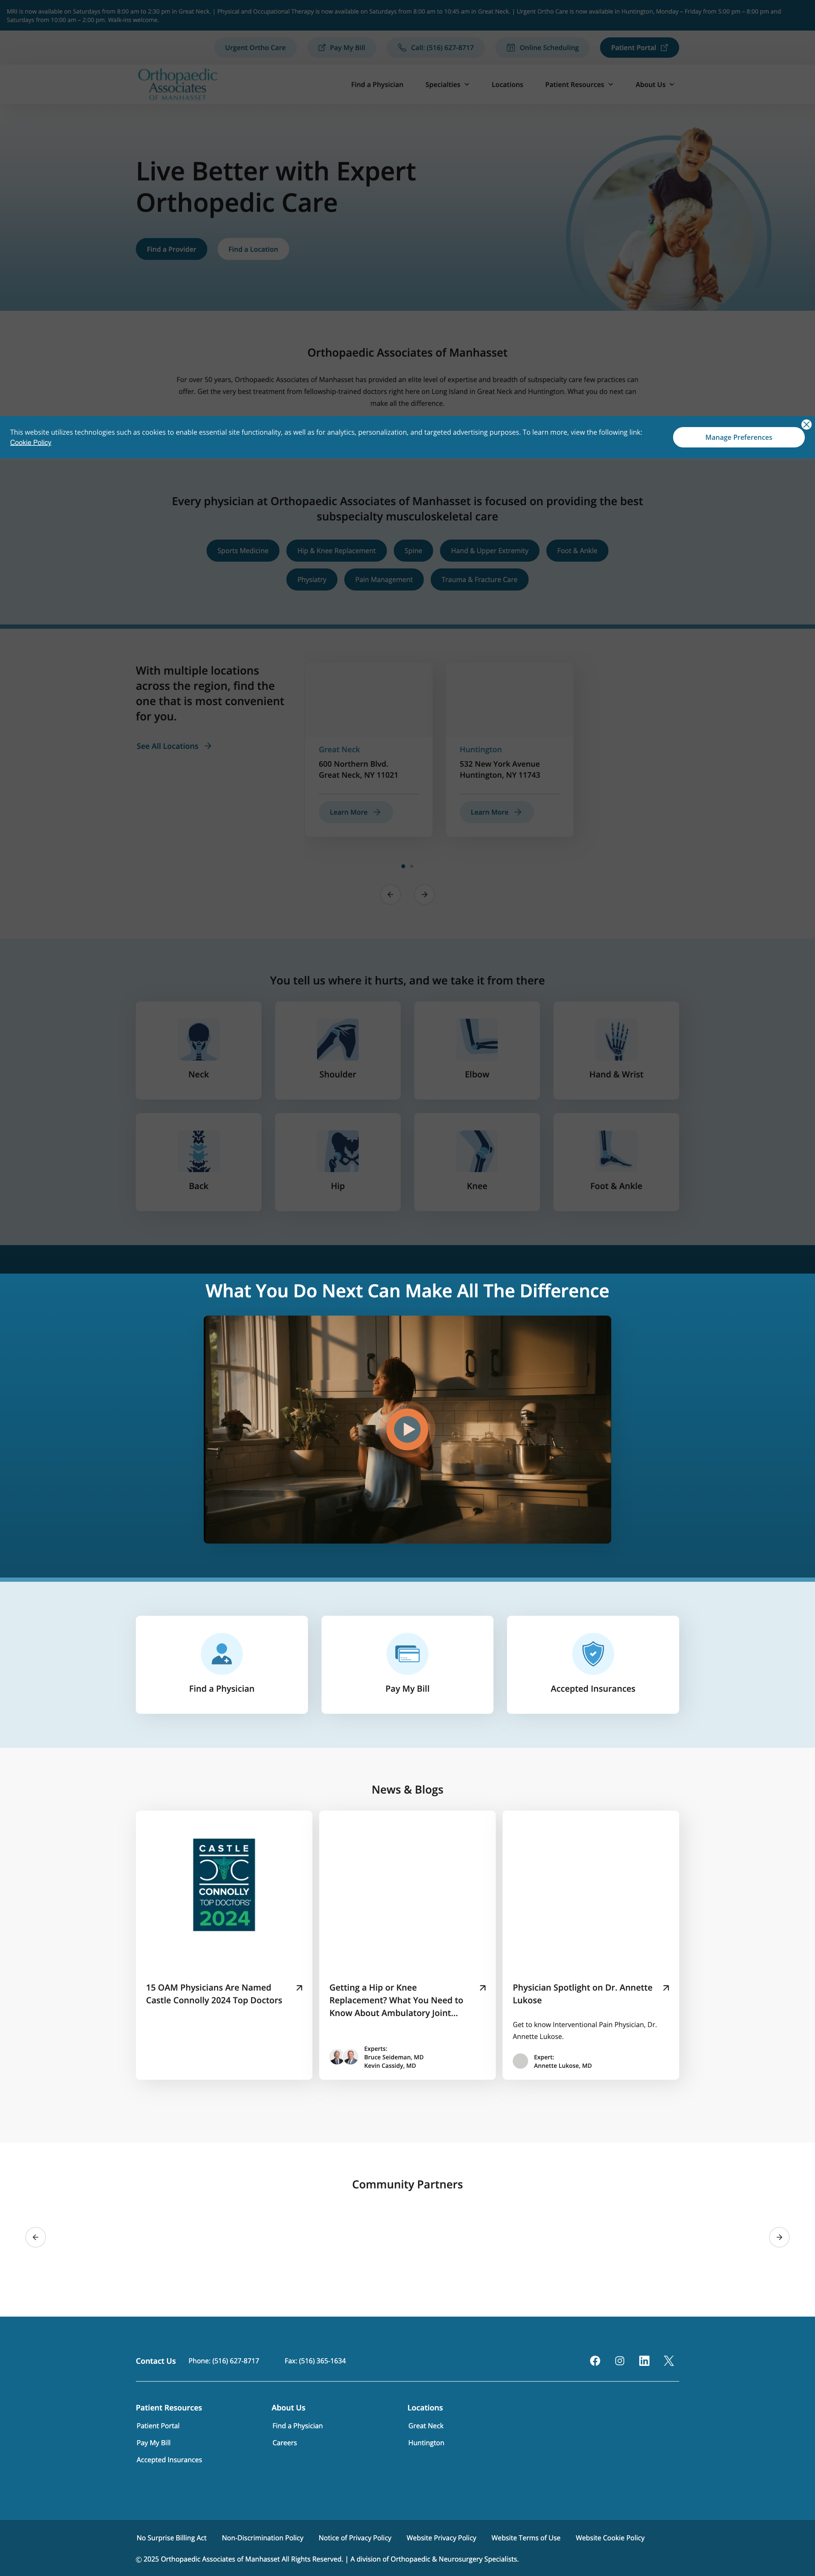 MRI is now available on Saturdays from 8:00 am to 2:30 pm in Great Neck. | Physical and Occupational Therapy is now available on Saturdays from 8:00 am to 10:45 am in Great Neck. | Urgent Ortho Care is now available in Huntington, Monday – Friday from 5:00 pm – 8:00 pm and
Saturdays from 10:00 am – 2:00 pm. Walk-ins welcome.
Urgent Ortho Care
Pay My Bill
Call: (516) 627-8717
Online Scheduling
Patient Portal
Orthopaedic
Associates
OF MANHASSET
Find a Physician
Specialties
Locations
Patient Resources
About Us
Live Better with Expert
Orthopedic Care
Find a Provider
Find a Location
Orthopaedic Associates of Manhasset
For over 50 years, Orthopaedic Associates of Manhasset has provided an elite level of expertise and breadth of subspecialty care few practices can
offer. Get the very best treatment from fellowship-trained doctors right here on Long Island in Great Neck and Huntington. We know how we can
make all the difference.
This website utilizes technologies such as cookies to enable essential site functionality, as well as for analytics, personalization, and targeted advertising purposes. To learn more, view the following link:
Cookie Policy
Manage Preferences
Every physician at Orthopaedic Associates of Manhasset is focused on providing the best
subspecialty musculoskeletal care
Sports Medicine
Hip & Knee Replacement
Spine
Hand & Upper Extremity
Foot & Ankle
Physiatry
Pain Management
Trauma & Fracture Care
With multiple locations
across the region, find the
one that is most convenient
for you.
See All Locations
Great Neck
600 Northern Blvd.
Great Neck, NY 11021
Learn More
Huntington
532 New York Avenue
Huntington, NY 11743
Learn More
You tell us where it hurts, and we take it from there
Neck
Shoulder
Elbow
Hand & Wrist
Back
Hip
Knee
Foot & Ankle
What You Do Next Can Make All The Difference
Find a Physician
Pay My Bill
Accepted Insurances
News & Blogs
CASTLE
CONNOLLY
TOP DOCTORS
2024
15 OAM Physicians Are Named
Castle Connolly 2024 Top Doctors
Getting a Hip or Knee
Replacement? What You Need to
Know About Ambulatory Joint...
Experts:
Bruce Seideman, MD
Kevin Cassidy, MD
Physician Spotlight on Dr. Annette
Lukose
Get to know Interventional Pain Physician, Dr.
Annette Lukose.
Expert:
Annette Lukose, MD
Community Partners
Contact Us
Phone: (516) 627-8717
Fax: (516) 365-1634
Patient Resources
Patient Portal
Pay My Bill
Accepted Insurances
About Us
Find a Physician
Careers
Locations
Great Neck
Huntington
No Surprise Billing Act
Non-Discrimination Policy
Notice of Privacy Policy
Website Privacy Policy
Website Terms of Use
Website Cookie Policy
© 2025 Orthopaedic Associates of Manhasset All Rights Reserved. | A division of Orthopaedic & Neurosurgery Specialists.